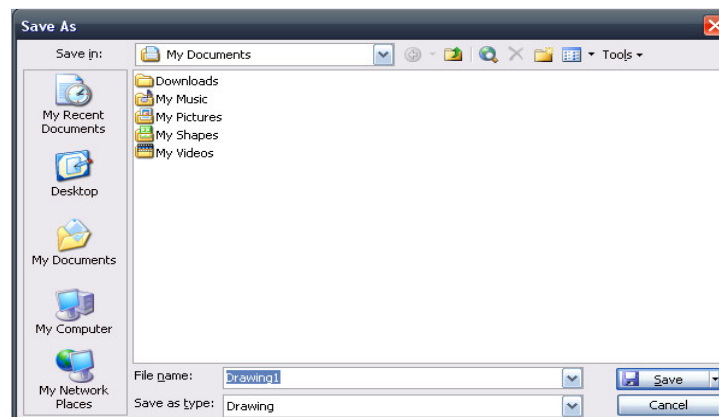 Save As
Save in:
My Documents
Tools
My Recent
Documents
Desktop
My Documents
My Computer
My Network
Places
Downloads
My Music
My Pictures
My Shapes
My Videos
File name:
Drawing1
Save
Save as type:
Drawing
Cancel